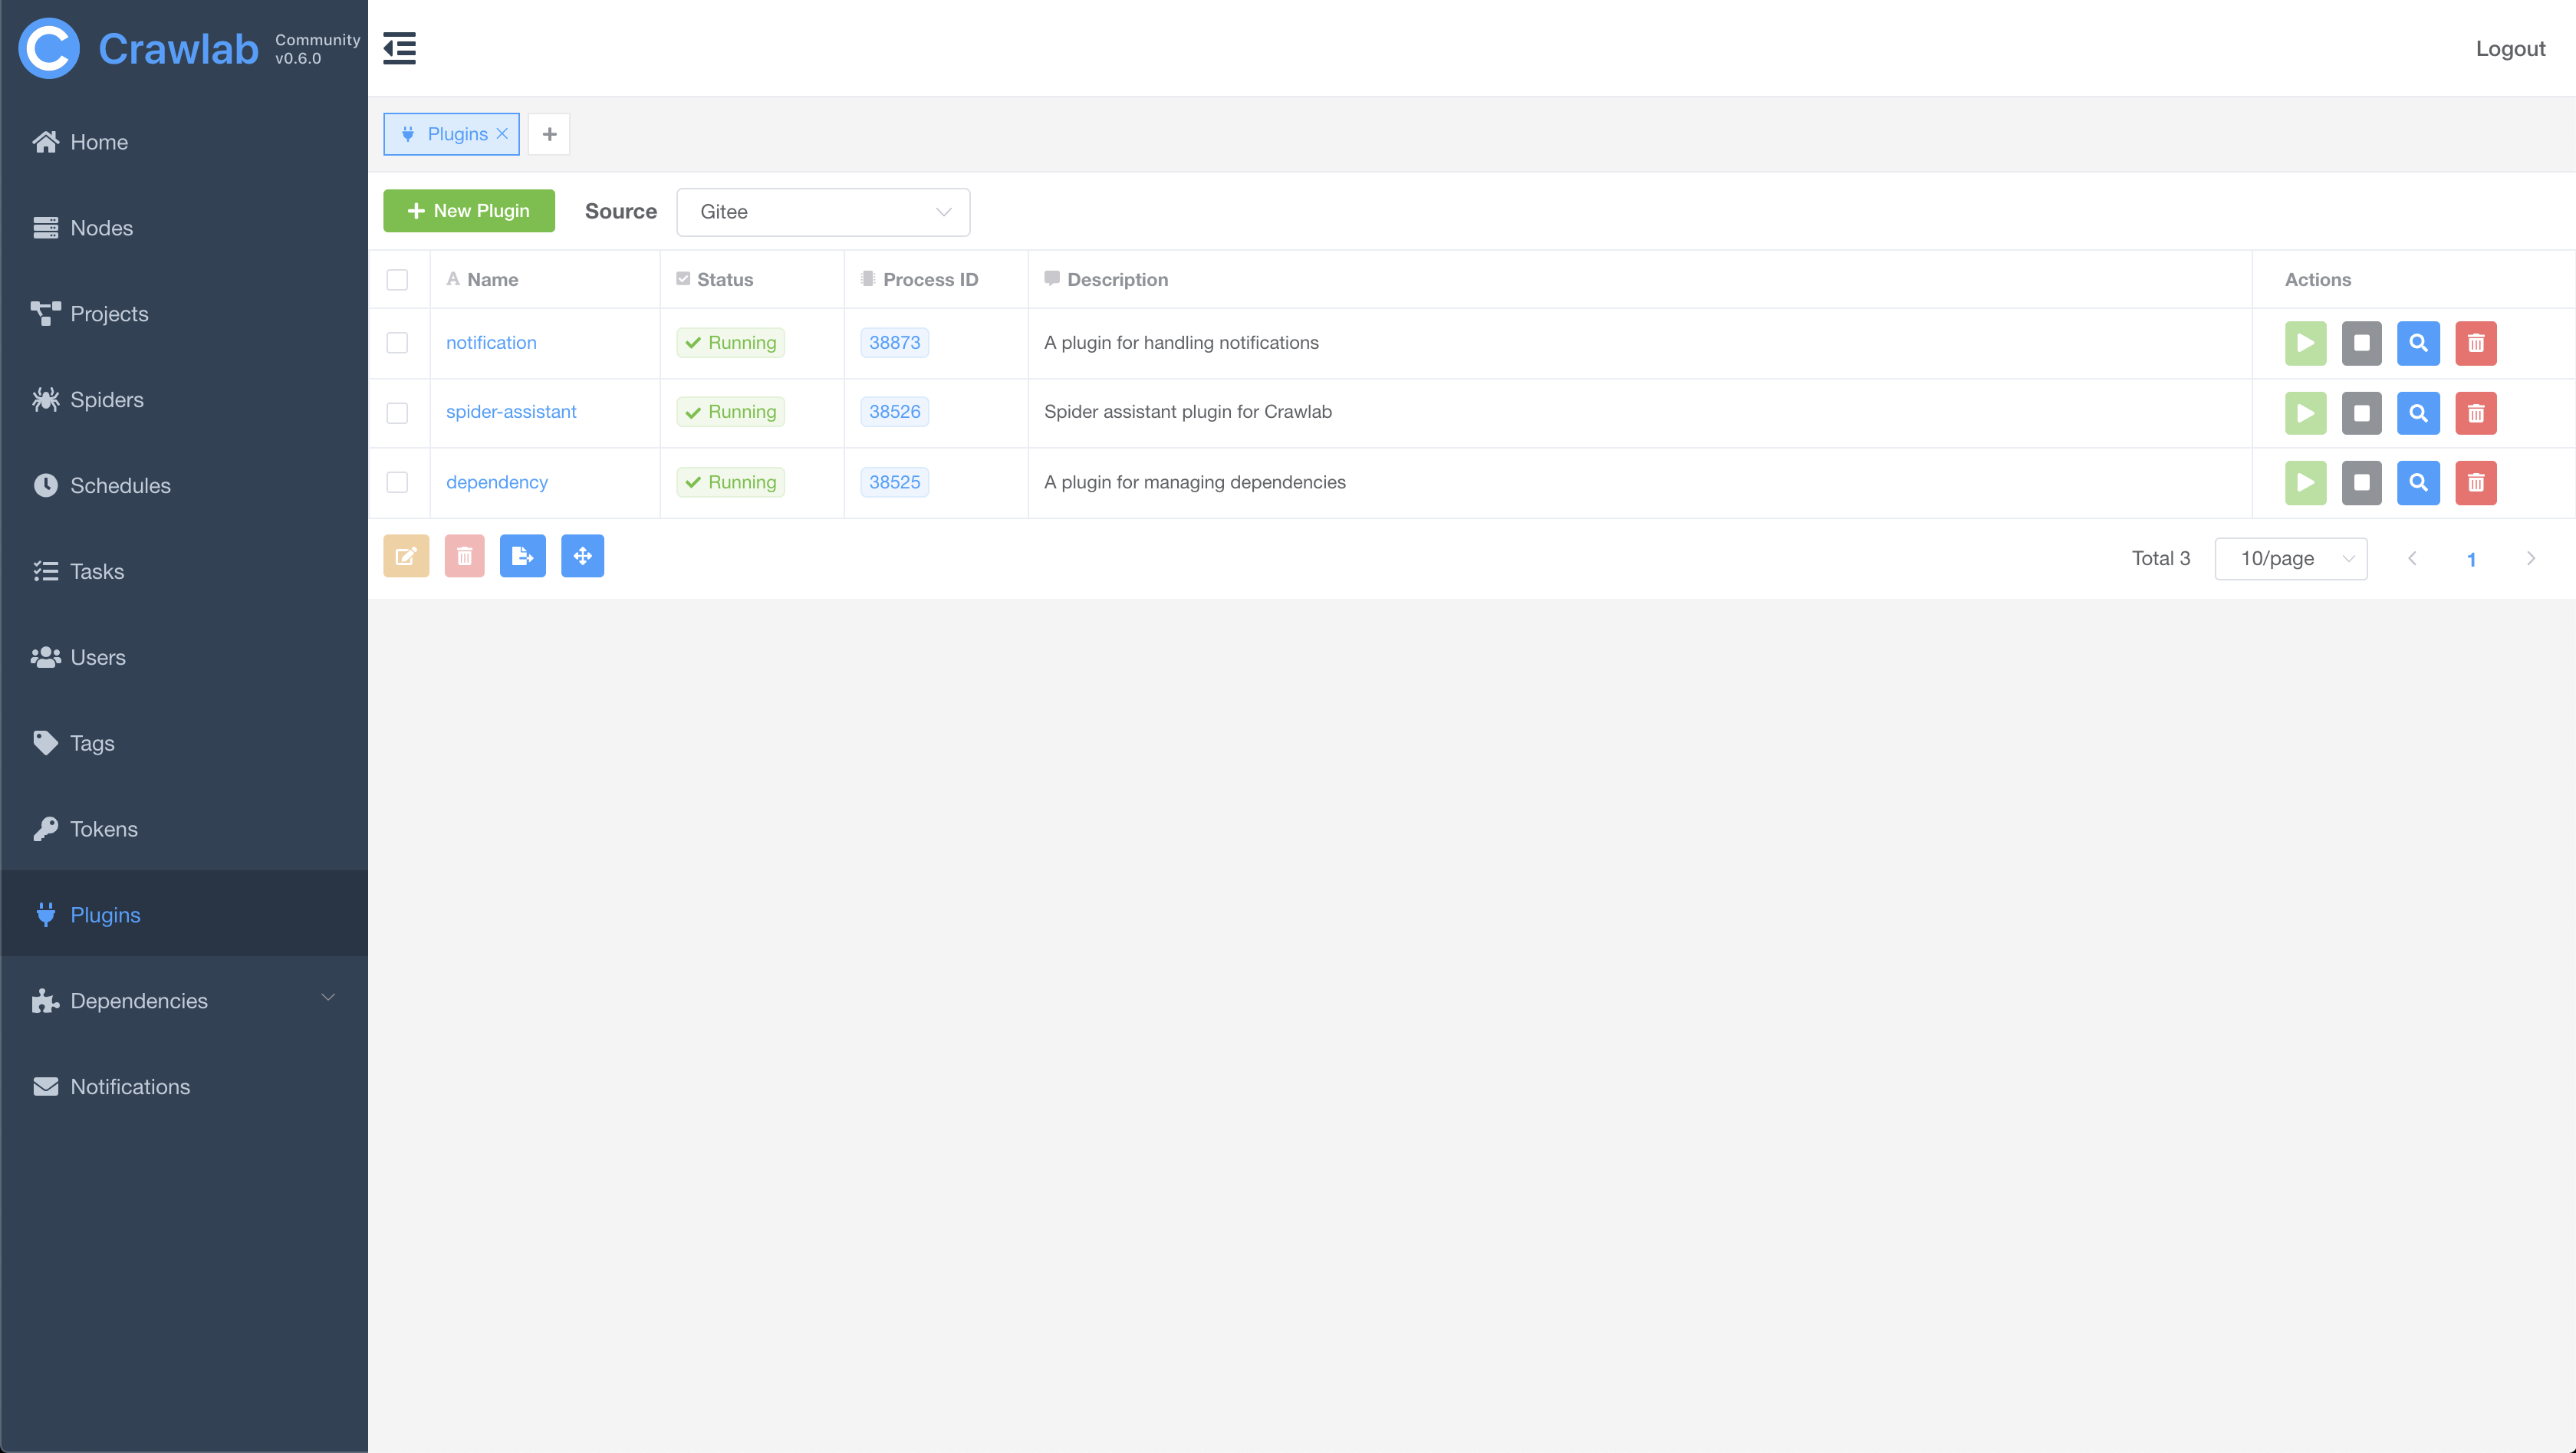 Crawlab
Community
v0.6.0
Logout
Home
Nodes
Projects
Spiders
Schedules
Tasks
Users
Tags
Tokens
Plugins
Dependencies
Notifications
Plugins
New Plugin
Source
Gitee
Name Status Process ID Description Actions
notification Running 38873 A plugin for handling notifications
spider-assistant Running 38526 Spider assistant plugin for Crawlab
dependency Running 38525 A plugin for managing dependencies
Total 3 10/page 1